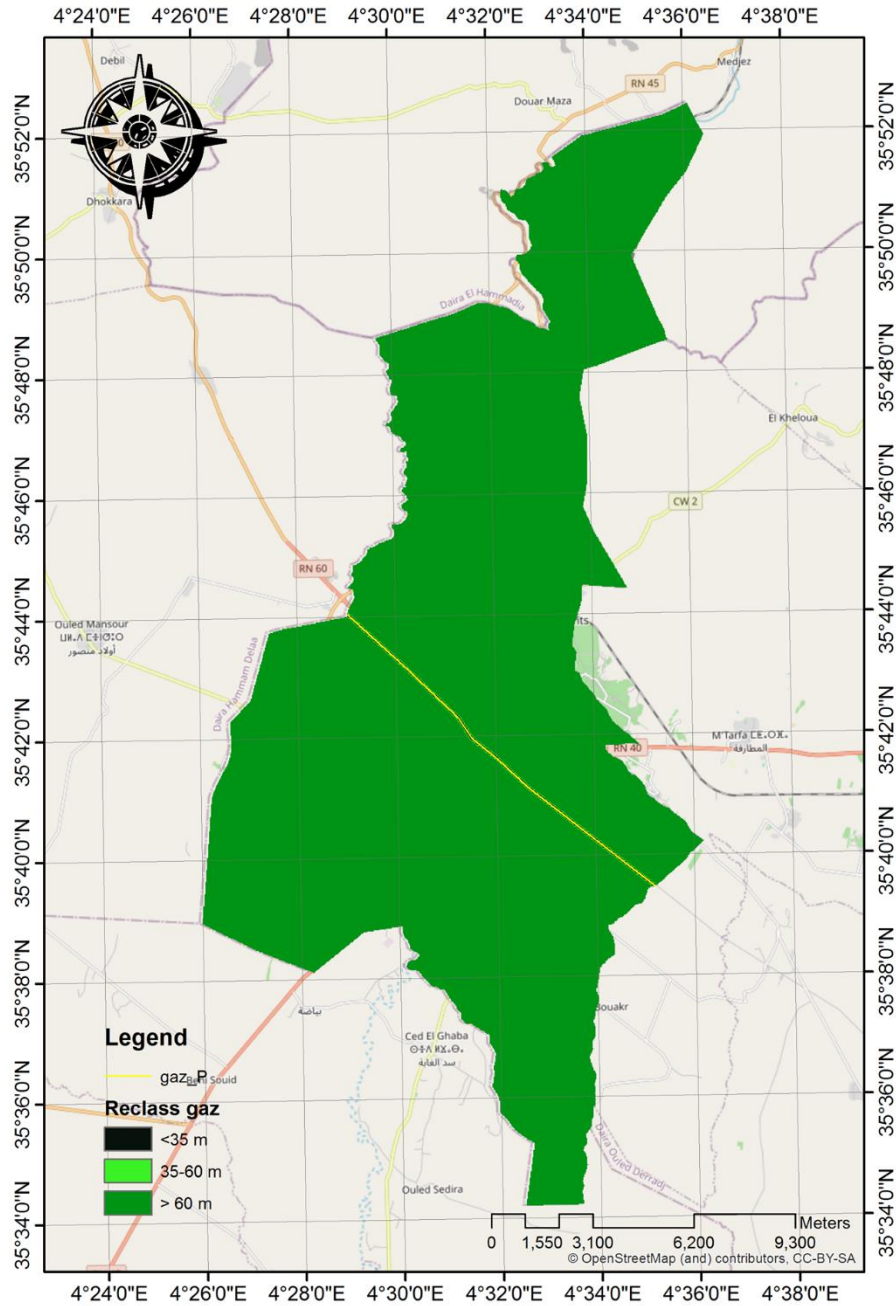 4°24'0"E 4°26'0"E 4°28'0"E 4°30'0"E 4°32'0"E 4°34'0"E 4°36'0"E 4°38'0"E
Debil
Medjez
RN 45
Douar Maza
35°52'0"N
35°52'0"N
Dhokkara
35°50'0"N
35°50'0"N
Daira El Hammadia
35°48'0"N
35°48'0"N
El Kheloua
35°46'0"N
35°46'0"N
CW 2
RN 60
35°44'0"N
35°44'0"N
Ouled Mansour
أولاد منصور
Daira Hammam Delaa
M'Tarfa
المطارفة
RN 40
35°42'0"N
35°42'0"N
35°40'0"N
35°40'0"N
35°38'0"N
35°38'0"N
بياضة
Bouakr
Ced El Ghaba
سد الغابة
Legend
gaz_P
Beni Souid
Reclass gaz
<35 m
35-60 m
> 60 m
35°36'0"N
35°36'0"N
Daira Ouled Derradj
Ouled Sedira
35°34'0"N
35°34'0"N
Meters
0 1,550 3,100 6,200 9,300
© OpenStreetMap (and) contributors, CC-BY-SA
4°24'0"E 4°26'0"E 4°28'0"E 4°30'0"E 4°32'0"E 4°34'0"E 4°36'0"E 4°38'0"E